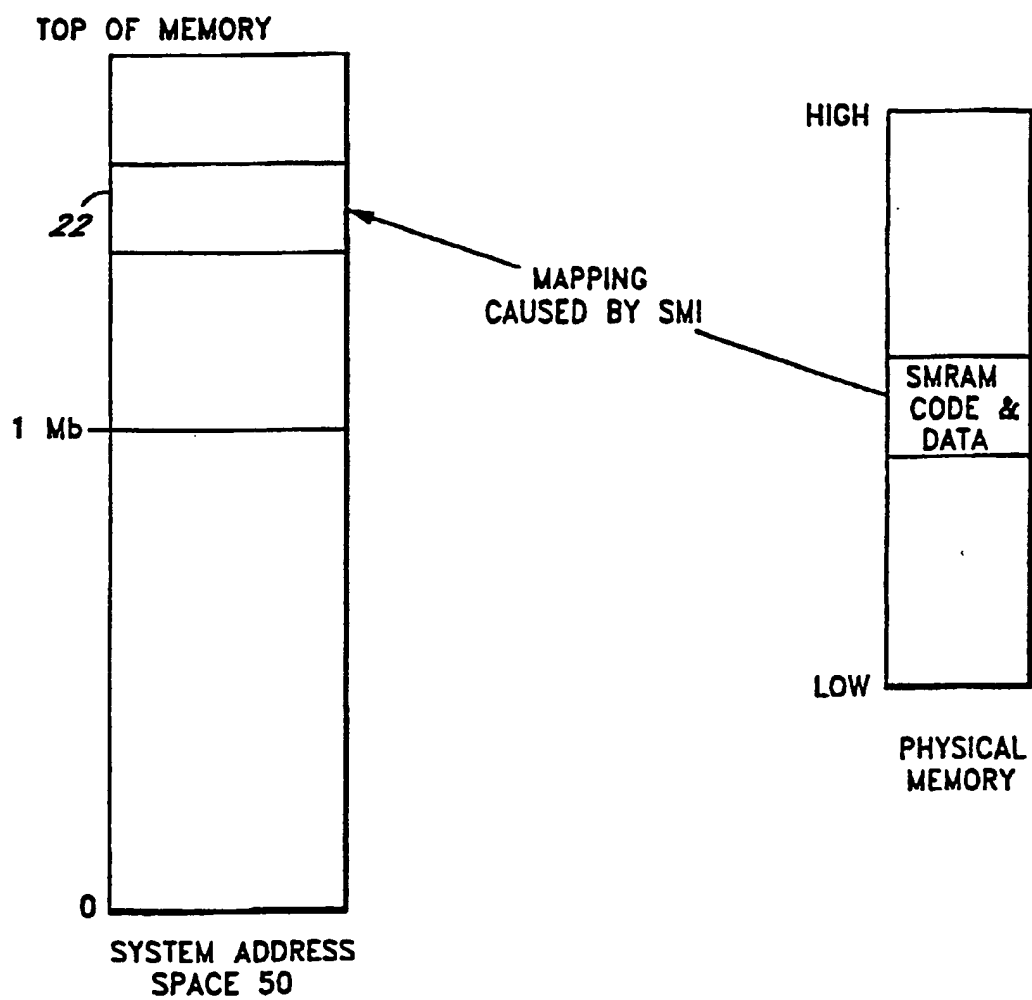 TOP OF MEMORY
HIGH
22
MAPPING
CAUSED BY SMI
SMRAM
CODE &
DATA
1 Mb
LOW
PHYSICAL
MEMORY
0
SYSTEM ADDRESS
SPACE 50